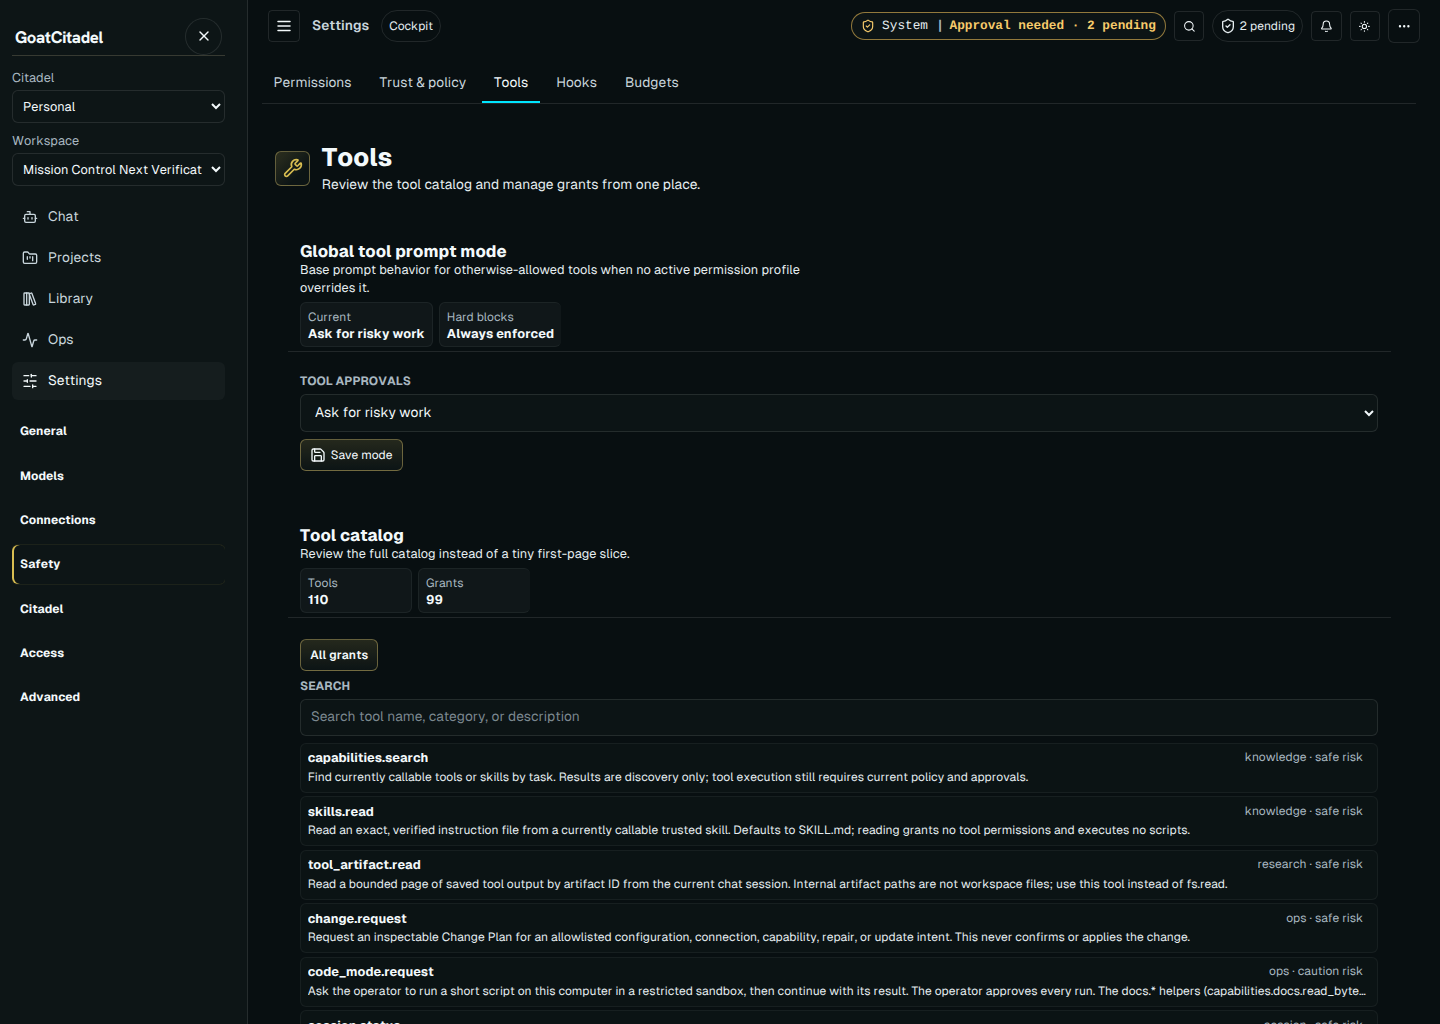 GoatCitadel
Citadel
Personal
Workspace
Mission Control Next Verificat
Chat
Projects
Library
Ops
Settings
General
Models
Connections
Safety
Citadel
Access
Advanced
Settings
Cockpit
System | Approval needed · 2 pending
2 pending
Permissions
Trust & policy
Tools
Hooks
Budgets
Tools
Review the tool catalog and manage grants from one place.
Global tool prompt mode
Base prompt behavior for otherwise-allowed tools when no active permission profile
overrides it.
Current
Ask for risky work
Hard blocks
Always enforced
TOOL APPROVALS
Ask for risky work
Save mode
Tool catalog
Review the full catalog instead of a tiny first-page slice.
Tools
110
Grants
99
All grants
SEARCH
Search tool name, category, or description
capabilities.search
knowledge · safe risk
Find currently callable tools or skills by task. Results are discovery only; tool execution still requires current policy and approvals.
skills.read
knowledge · safe risk
Read an exact, verified instruction file from a currently callable trusted skill. Defaults to SKILL.md; reading grants no tool permissions and executes no scripts.
tool_artifact.read
research · safe risk
Read a bounded page of saved tool output by artifact ID from the current chat session. Internal artifact paths are not workspace files; use this tool instead of fs.read.
change.request
ops · safe risk
Request an inspectable Change Plan for an allowlisted configuration, connection, capability, repair, or update intent. This never confirms or applies the change.
code_mode.request
ops · caution risk
Ask the operator to run a short script on this computer in a restricted sandbox, then continue with its result. The operator approves every run. The docs.* helpers (capabilities.docs.read_byte...
session.status
session · safe risk